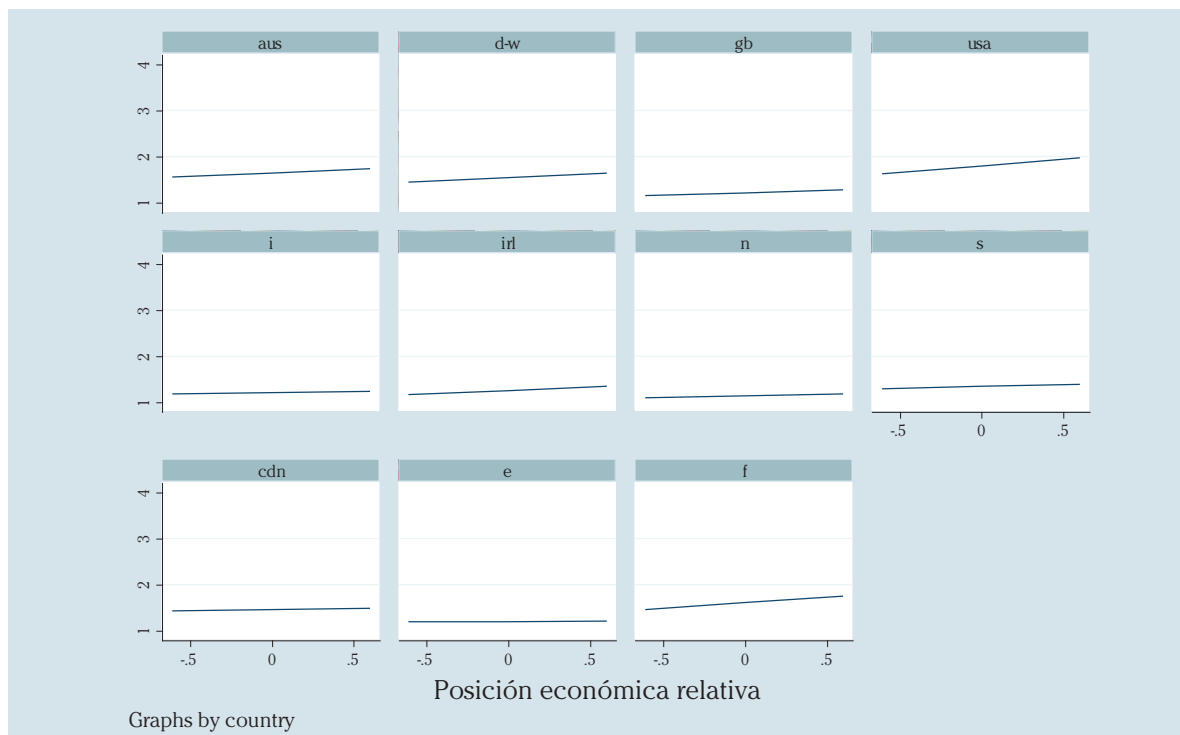 aus d-w gb usa
4
3
2
1
i irl n s
4
3
2
1
-.5 0 .5
cdn e f
4
3
2
1
-.5 0 .5 -.5 0 .5 -.5 0 .5
Posición económica relativa
Graphs by country